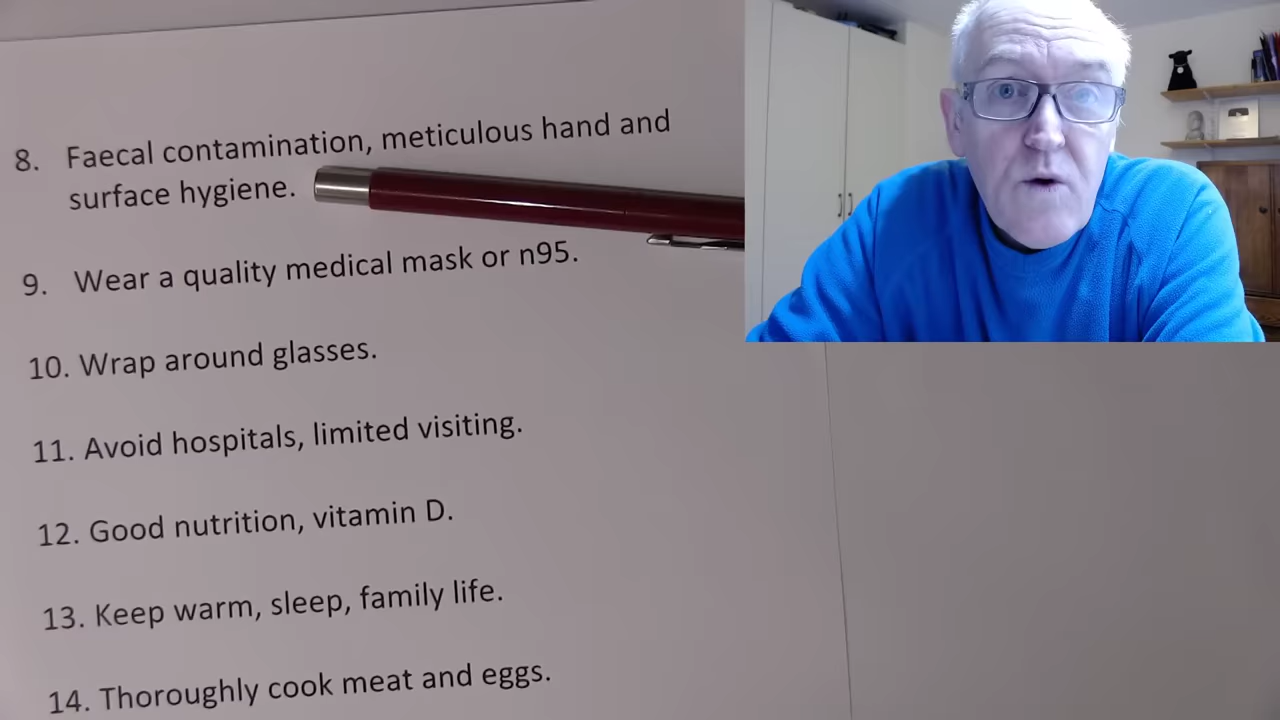 8. Faecal contamination, meticulous hand and
surface hygiene.
9. Wear a quality medical mask or n95.
10. Wrap around glasses.
11. Avoid hospitals, limited visiting.
12. Good nutrition, vitamin D.
13. Keep warm, sleep, family life.
14. Thoroughly cook meat and eggs.